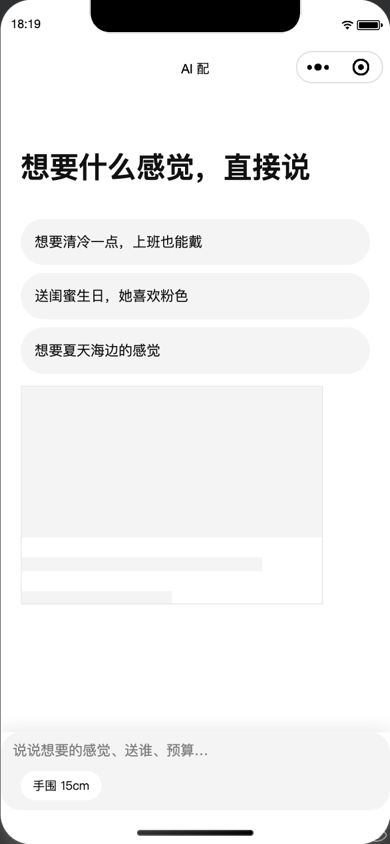 18:19
AI 配
想要什么感觉，直接说
想要清冷一点，上班也能戴
送闺蜜生日，她喜欢粉色
想要夏天海边的感觉
说说想要的感觉、送谁、预算...
手围 15cm